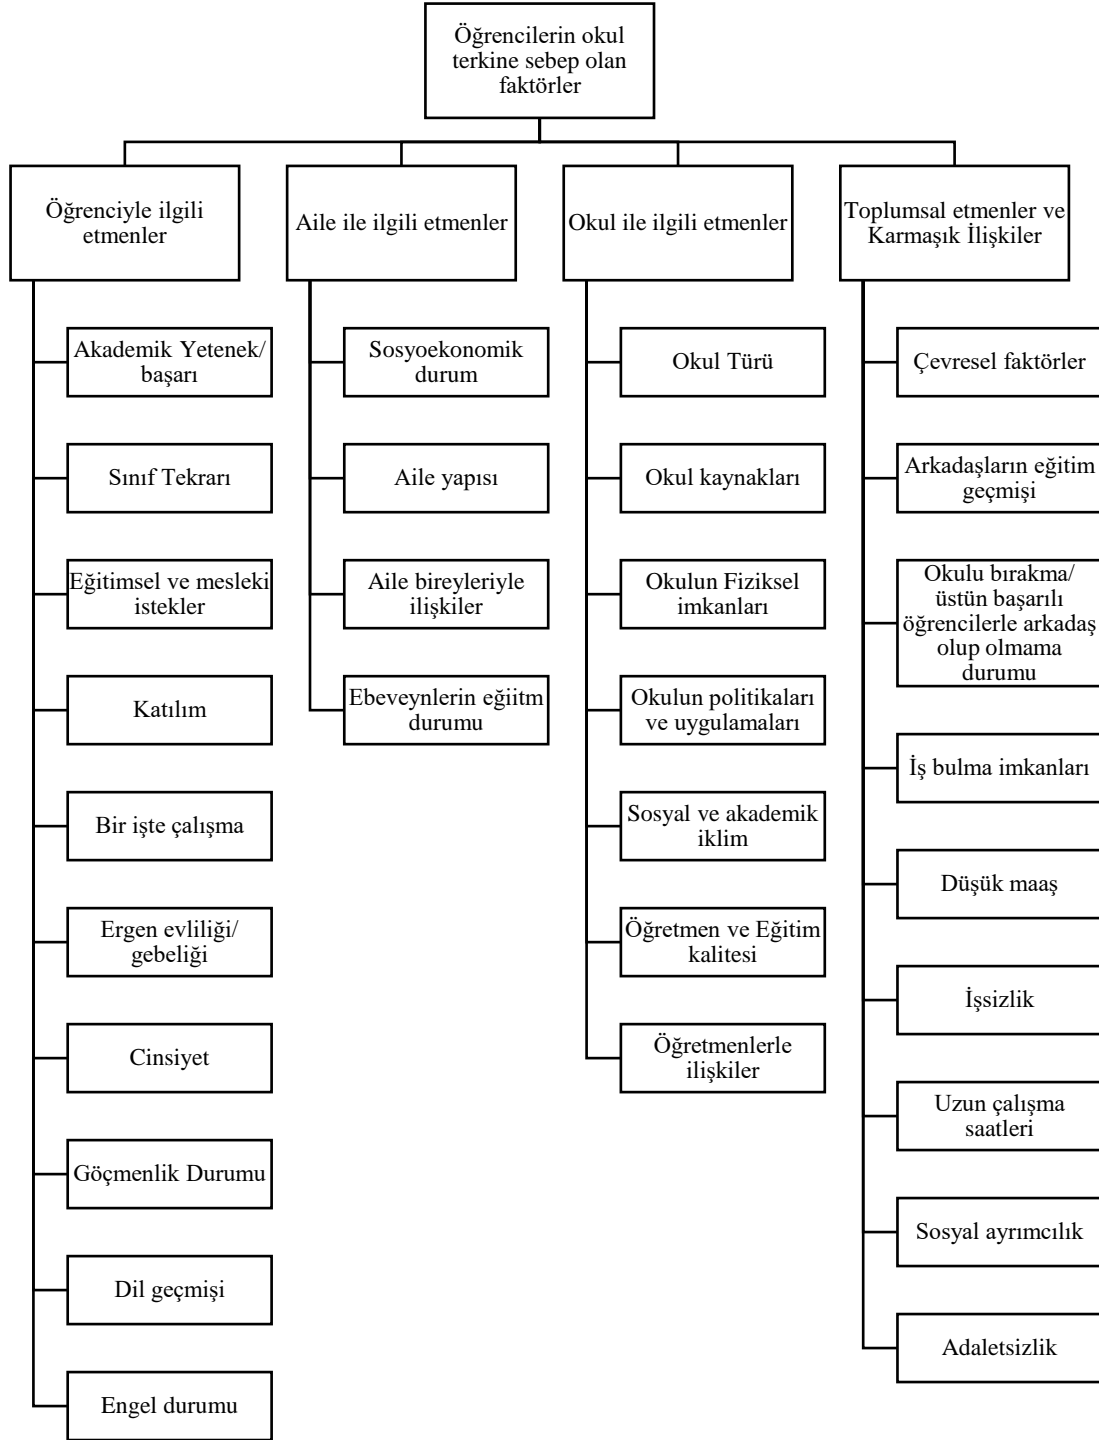 Öğrencilerin okul
terkine sebep olan
faktörler
Öğrenciyle ilgili
etmenler
Akademik Yetenek/
başarı
Sınıf Tekrarı
Eğitimsel ve mesleki
istekler
Katılım
Bir işte çalışma
Ergen evliliği/
gebeliği
Cinsiyet
Göçmenlik Durumu
Dil geçmişi
Engel durumu
Aile ile ilgili etmenler
Sosyoekonomik
durum
Aile yapısı
Aile bireyleriyle
ilişkiler
Ebeveynlerin eğiitm
durumu
Okul ile ilgili etmenler
Okul Türü
Okul kaynakları
Okulun Fiziksel
imkanları
Okulun politikaları
ve uygulamaları
Sosyal ve akademik
iklim
Öğretmen ve Eğitim
kalitesi
Öğretmenlerle
ilişkiler
Toplumsal etmenler ve
Karmaşık İlişkiler
Çevresel faktörler
Arkadaşların eğitim
geçmişi
Okulu bırakma/
üstün başarılı
öğrencilerle arkadaş
olup olmama
durumu
İş bulma imkanları
Düşük maaş
İşsizlik
Uzun çalışma
saatleri
Sosyal ayrımcılık
Adaletsizlik